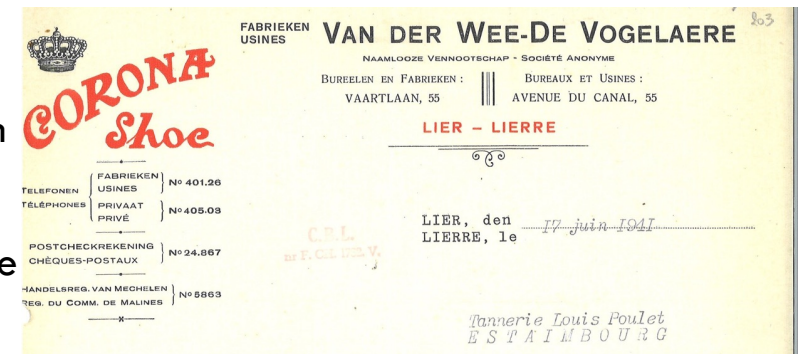 203
FABRIEKEN
USINES
VAN DER WEE-DE VOGELAERE
NAAMLOOZE VENNOOTSCHAP - SOCIÉTÉ ANONYME
BUREELEN EN FABRIEKEN :
VAARTLAAN, 55
BUREAUX ET USINES :
AVENUE DU CANAL, 55
LIER – LIERRE
CORONA
Shoe
TELEFONEN
TÉLÉPHONES
FABRIEKEN
USINES
No 401.26
PRIVAAT
PRIVÉ
No 405.03
POSTCHECKREKENING
CHÈQUES-POSTAUX
No 24.867
HANDELSREG. VAN MECHELEN
REG. DU COMM. DE MALINES
No 5863
C.R.L.
LIER, den
LIERRE, le
17 juin 1941
Tannerie Louis Poulet
ESTAIMBOURG
n
e